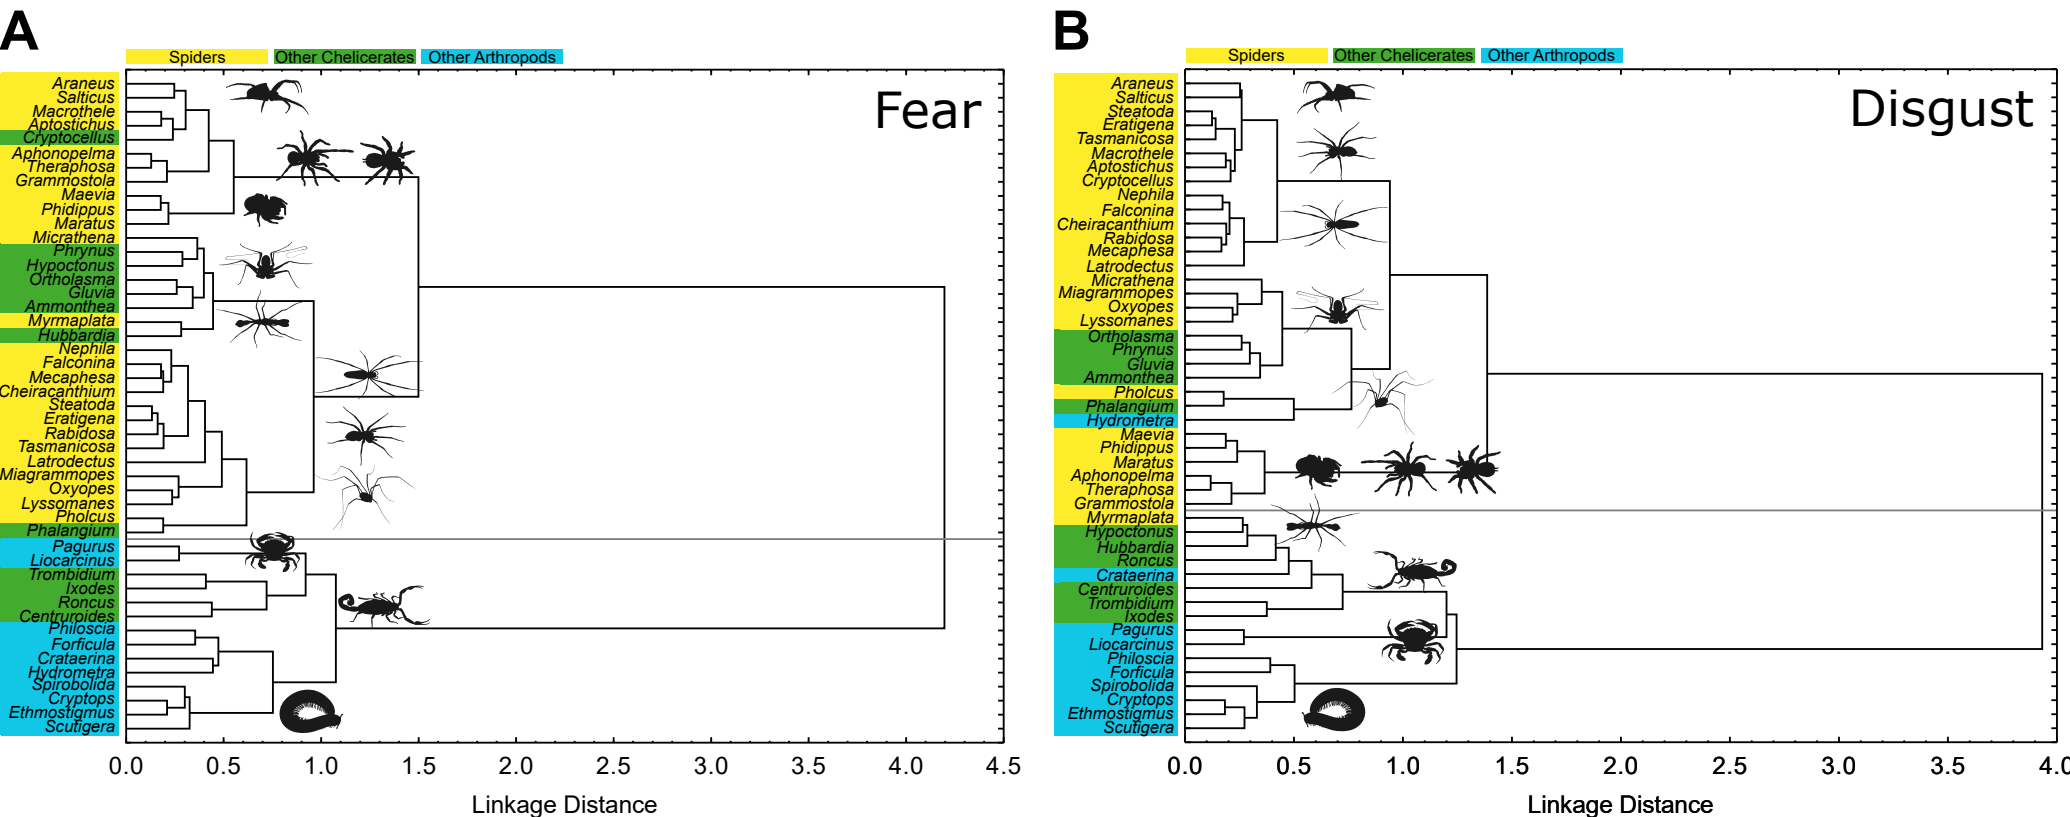 A
Spiders Other Chelicerates Other Arthropods
Fear
Araneus
Salticus
Macrothele
Aptostichus
Cryptocellus
Aphonopelma
Theraphosa
Grammostola
Maevia
Phidippus
Maratus
Micrathena
Phrynus
Hypoctonus
Ortholasma
Gluvia
Ammonthea
Myrmaplata
Hubbardia
Nephila
Falconina
Mecaphesa
Cheiracanthium
Steatoda
Eratigena
Rabidosa
Tasmanicosa
Latrodectus
Miagrammopes
Oxyopes
Lyssomanes
Pholcus
Phalangium
Pagurus
Liocarcinus
Trombidium
Ixodes
Roncus
Centruroides
Philoscia
Forficula
Crataerina
Hydrometra
Spirobolida
Cryptops
Ethmostigmus
Scutigera
0.0 0.5 1.0 1.5 2.0 2.5 3.0 3.5 4.0 4.5
Linkage Distance
B
Spiders Other Chelicerates Other Arthropods
Disgust
Araneus
Salticus
Steatoda
Eratigena
Tasmanicosa
Macrothele
Aptostichus
Cryptocellus
Nephila
Falconina
Cheiracanthium
Rabidosa
Mecaphesa
Latrodectus
Micrathena
Miagrammopes
Oxyopes
Lyssomanes
Ortholasma
Phrynus
Gluvia
Ammonthea
Pholcus
Phalangium
Hydrometra
Maevia
Phidippus
Maratus
Aphonopelma
Theraphosa
Grammostola
Myrmaplata
Hypoctonus
Hubbardia
Roncus
Crataerina
Centruroides
Trombidium
Ixodes
Pagurus
Liocarcinus
Philoscia
Forficula
Spirobolida
Cryptops
Ethmostigmus
Scutigera
0.0 0.5 1.0 1.5 2.0 2.5 3.0 3.5 4.0
Linkage Distance